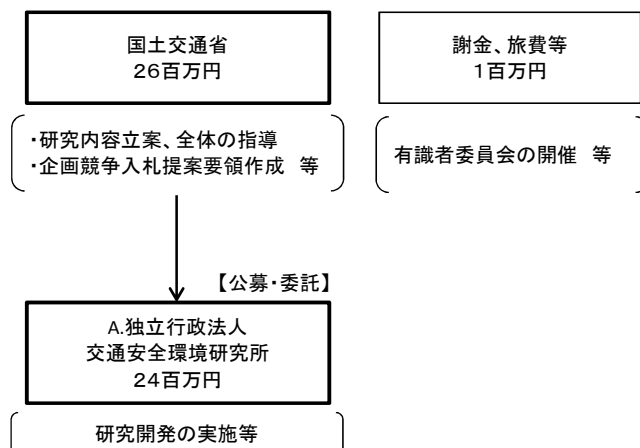 国土交通省
26百万円
謝金、旅費等
1百万円
・研究内容立案、全体の指導
・企画競争入札提案要領作成 等
有識者委員会の開催 等
【公募・委託】
A.独立行政法人
交通安全環境研究所
24百万円
研究開発の実施等